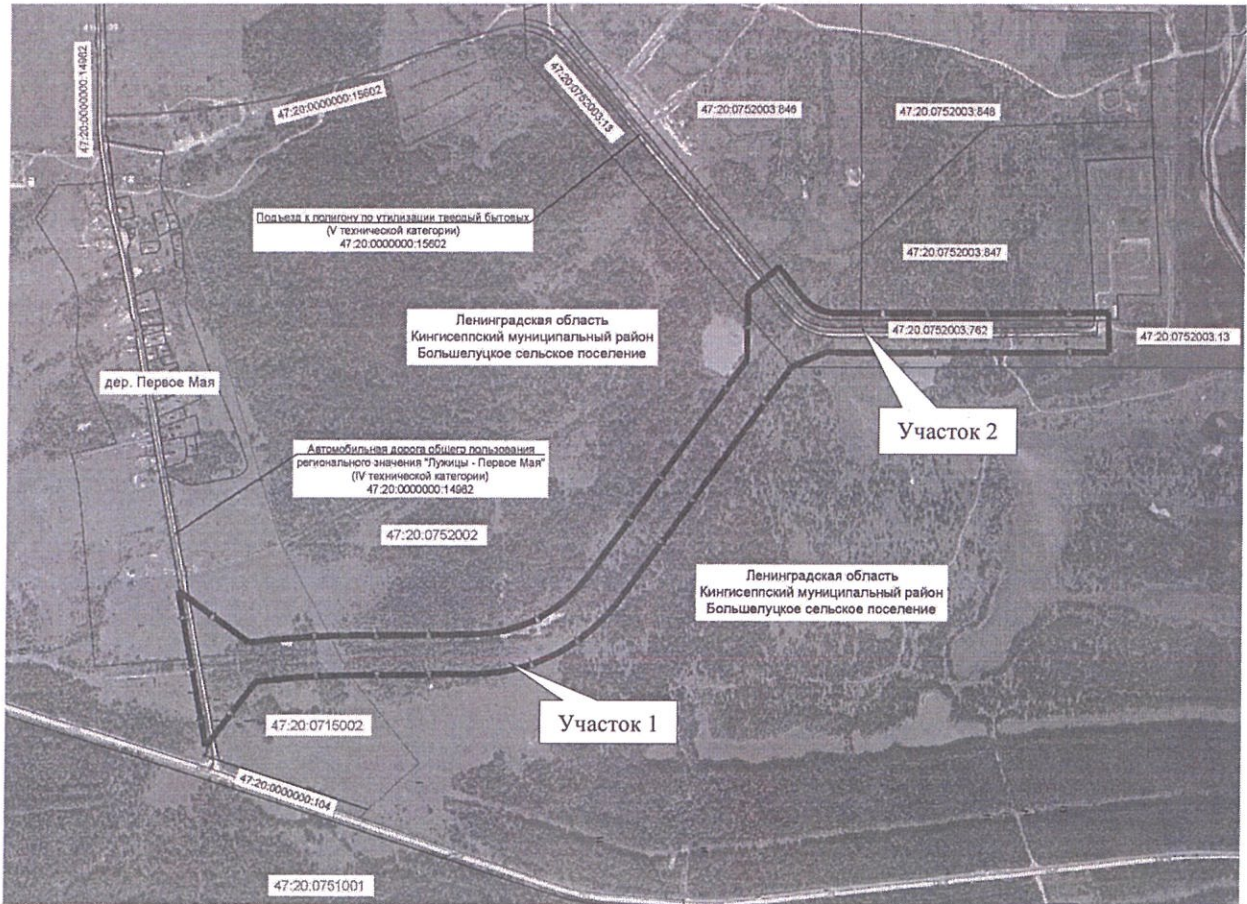 47:20:0000000:14982
47:20:0000000:15602
47:20:0752003:13
47:20:0752003:846
47:20:0752003:848
Подъезд к полигону по утилизации твердый бытовых
(V технической категории)
47:20:0000000:15602
47:20:0752003:847
Ленинградская область
Кингисеппский муниципальный район
Большелуцкое сельское поселение
47:20:0752003:762
47:20:0752003:13
дер. Первое Мая
Участок 2
Автомобильная дорога общего пользования
регионального значения "Лужицы - Первое Мая"
(IV технической категории)
47:20:0000000:14982
47:20:0752002
Ленинградская область
Кингисеппский муниципальный район
Большелуцкое сельское поселение
Участок 1
47:20:0715002
47:20:0000000:104
47:20:0751001